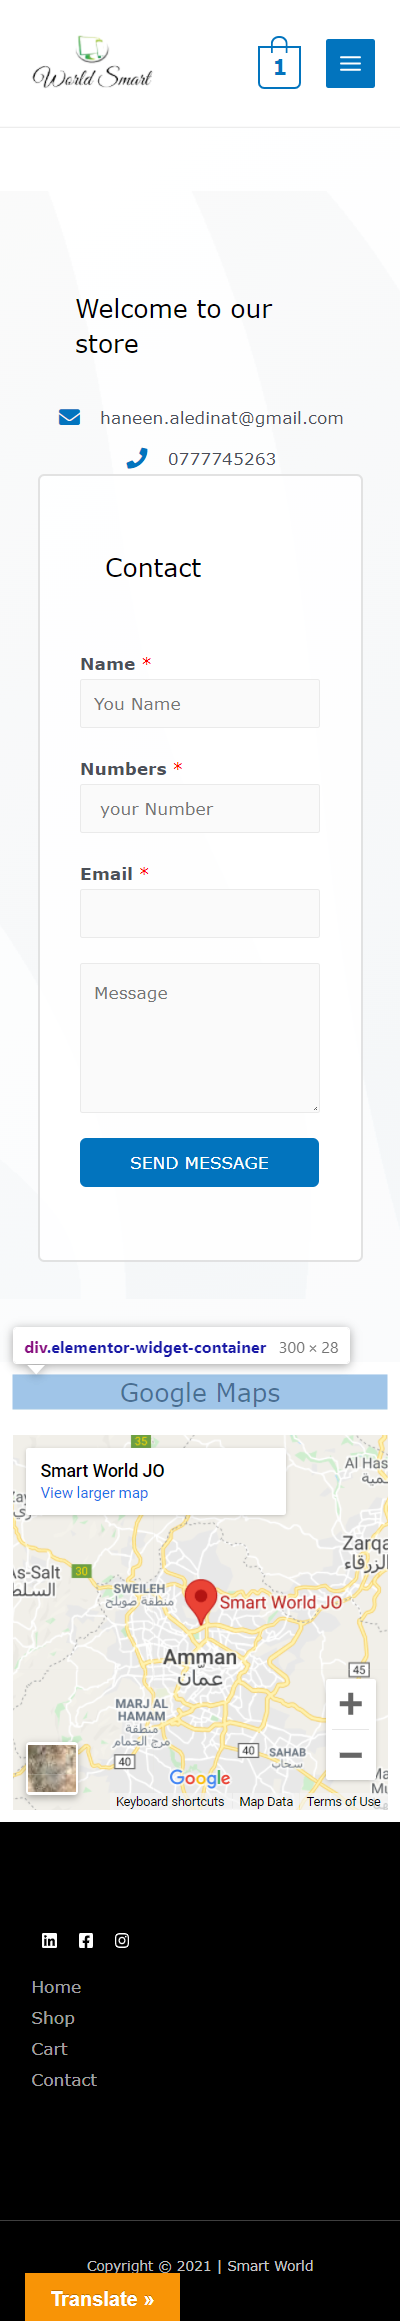 World Smart
1
Welcome to our
store
haneen.aledinat@gmail.com
0777745263
Contact
Name *
You Name
Numbers *
your Number
Email *
Message
SEND MESSAGE
div.elementor-widget-container 300 × 28
Google Maps
35
Smart World JO
View larger map
Al Has
As-Salt
السلط
30
SWEILEH
منطقة صويلح
Zarqa
الزرقاء
Smart World JO
Amman
عمّان
45
MARJ AL
HAMAM
مرج الحمام
40
40
SAHAB
سحاب
Google
Keyboard shortcuts
Map Data
Terms of Use
Home
Shop
Cart
Contact
Copyright © 2021 | Smart World
Translate »